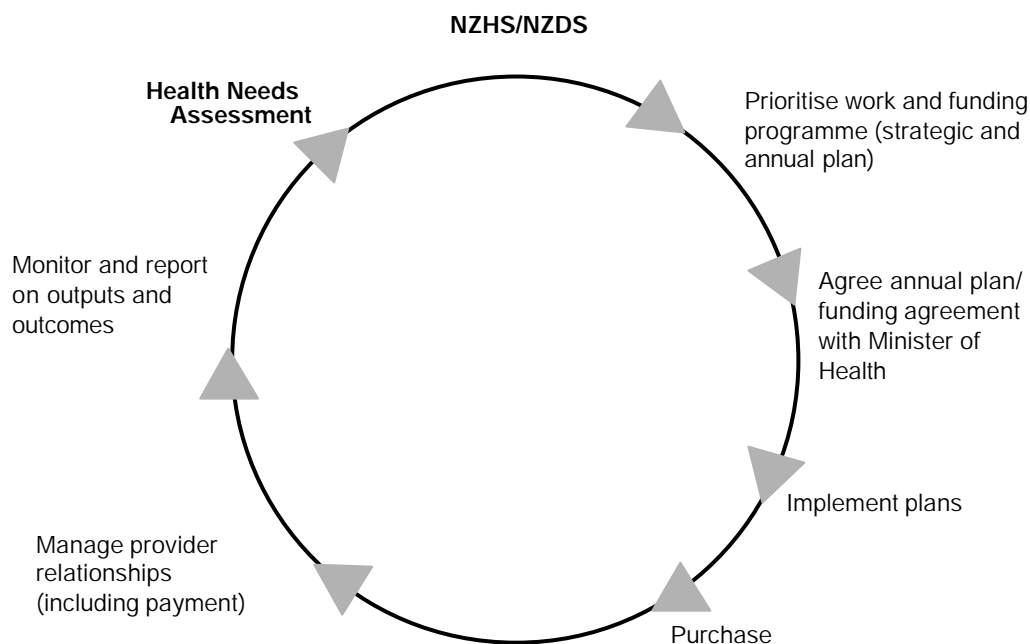 NZHS/NZDS
Health Needs
Assessment
Prioritise work and funding
programme (strategic and
annual plan)
Agree annual plan/
funding agreement
with Minister of
Health
Implement plans
Purchase
Manage provider
relationships
(including payment)
Monitor and report
on outputs and
outcomes